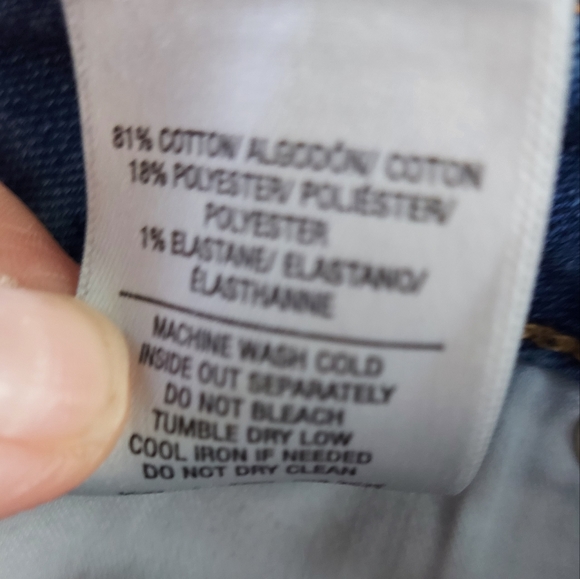 81% COTTON/ ALGODÓN/ COTON
18% POLYESTER/ POLIÉSTER/
POLYESTER
1% ELASTANE/ ELASTANO/
ÉLASTHANNE
MACHINE WASH COLD
INSIDE OUT SEPARATELY
DO NOT BLEACH
TUMBLE DRY LOW
COOL IRON IF NEEDED
DO NOT DRY CLEAN